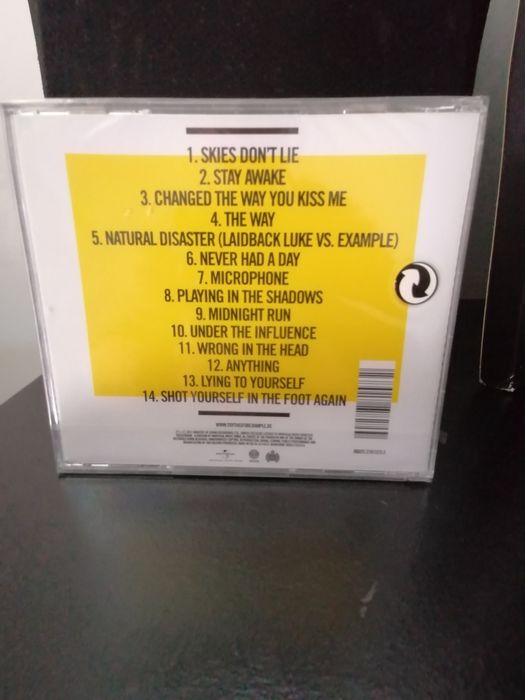 1. SKIES DON'T LIE
2. STAY AWAKE
3. CHANGED THE WAY YOU KISS ME
4. THE WAY
5. NATURAL DISASTER (LAIDBACK LUKE VS. EXAMPLE)
6. NEVER HAD A DAY
7. MICROPHONE
8. PLAYING IN THE SHADOWS
9. MIDNIGHT RUN
10. UNDER THE INFLUENCE
11. WRONG IN THE HEAD
12. ANYTHING
13. LYING TO YOURSELF
14. SHOT YOURSELF IN THE FOOT AGAIN